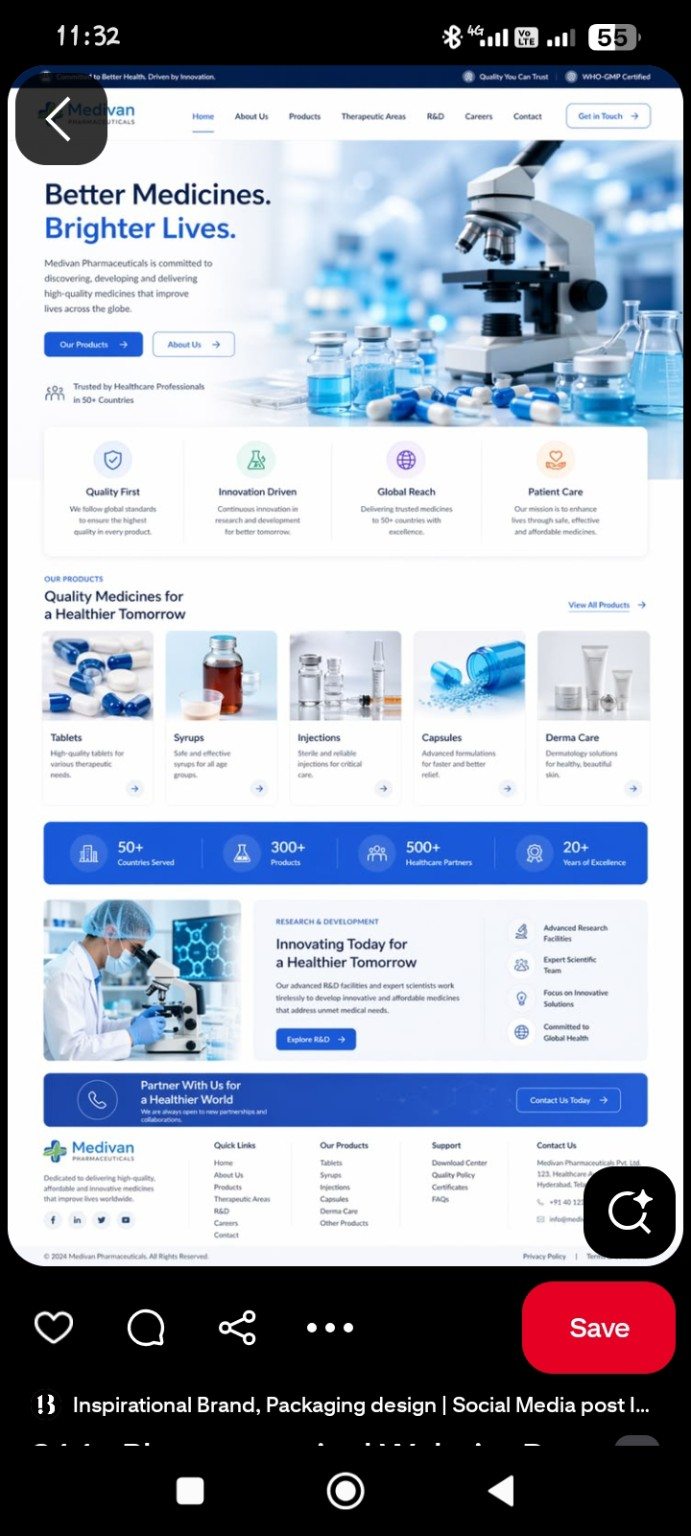 11:32
4G
Vo
LTE
55
Committed to Better Health. Driven by Innovation.
Quality You Can Trust
WHO-GMP Certified
Medivan
PHARMACEUTICALS
Home
About Us
Products
Therapeutic Areas
R&D
Careers
Contact
Get in Touch
Better Medicines.
Brighter Lives.
Medivan Pharmaceuticals is committed to
discovering, developing and delivering
high-quality medicines that improve
lives across the globe.
Our Products
About Us
Trusted by Healthcare Professionals
in 50+ Countries
Quality First
We follow global standards
to ensure the highest
quality in every product.
Innovation Driven
Continuous innovation in
research and development
for better tomorrow.
Global Reach
Delivering trusted medicines
to 50+ countries with
excellence.
Patient Care
Our mission is to enhance
lives through safe, effective
and affordable medicines.
OUR PRODUCTS
Quality Medicines for
a Healthier Tomorrow
View All Products
Tablets
High-quality tablets for
various therapeutic
needs.
Syrups
Safe and effective
syrups for all age
groups.
Injections
Sterile and reliable
injections for critical
care.
Capsules
Advanced formulations
for faster and better
relief.
Derma Care
Dermatology solutions
for healthy, beautiful
skin.
50+
Countries Served
300+
Products
500+
Healthcare Partners
20+
Years of Excellence
RESEARCH & DEVELOPMENT
Innovating Today for
a Healthier Tomorrow
Our advanced R&D facilities and expert scientists work
tirelessly to develop innovative and affordable medicines
that address unmet medical needs.
Explore R&D
Advanced Research
Facilities
Expert Scientific
Team
Focus on Innovative
Solutions
Committed to
Global Health
Partner With Us for
a Healthier World
We are always open to new partnerships and
collaborations.
Contact Us Today
Medivan
PHARMACEUTICALS
Dedicated to delivering high-quality,
affordable and innovative medicines
that improve lives worldwide.
Quick Links
Home
About Us
Products
Therapeutic Areas
R&D
Careers
Contact
Our Products
Tablets
Syrups
Injections
Capsules
Derma Care
Other Products
Support
Download Center
Quality Policy
Certificates
FAQs
Contact Us
Medivan Pharmaceuticals Pvt. Ltd.
123, Healthcare
Hyderabad,
+91 40 123
© 2024 Medivan Pharmaceuticals. All Rights Reserved.
Privacy Policy |
Save
Inspirational Brand, Packaging design | Social Media post I...